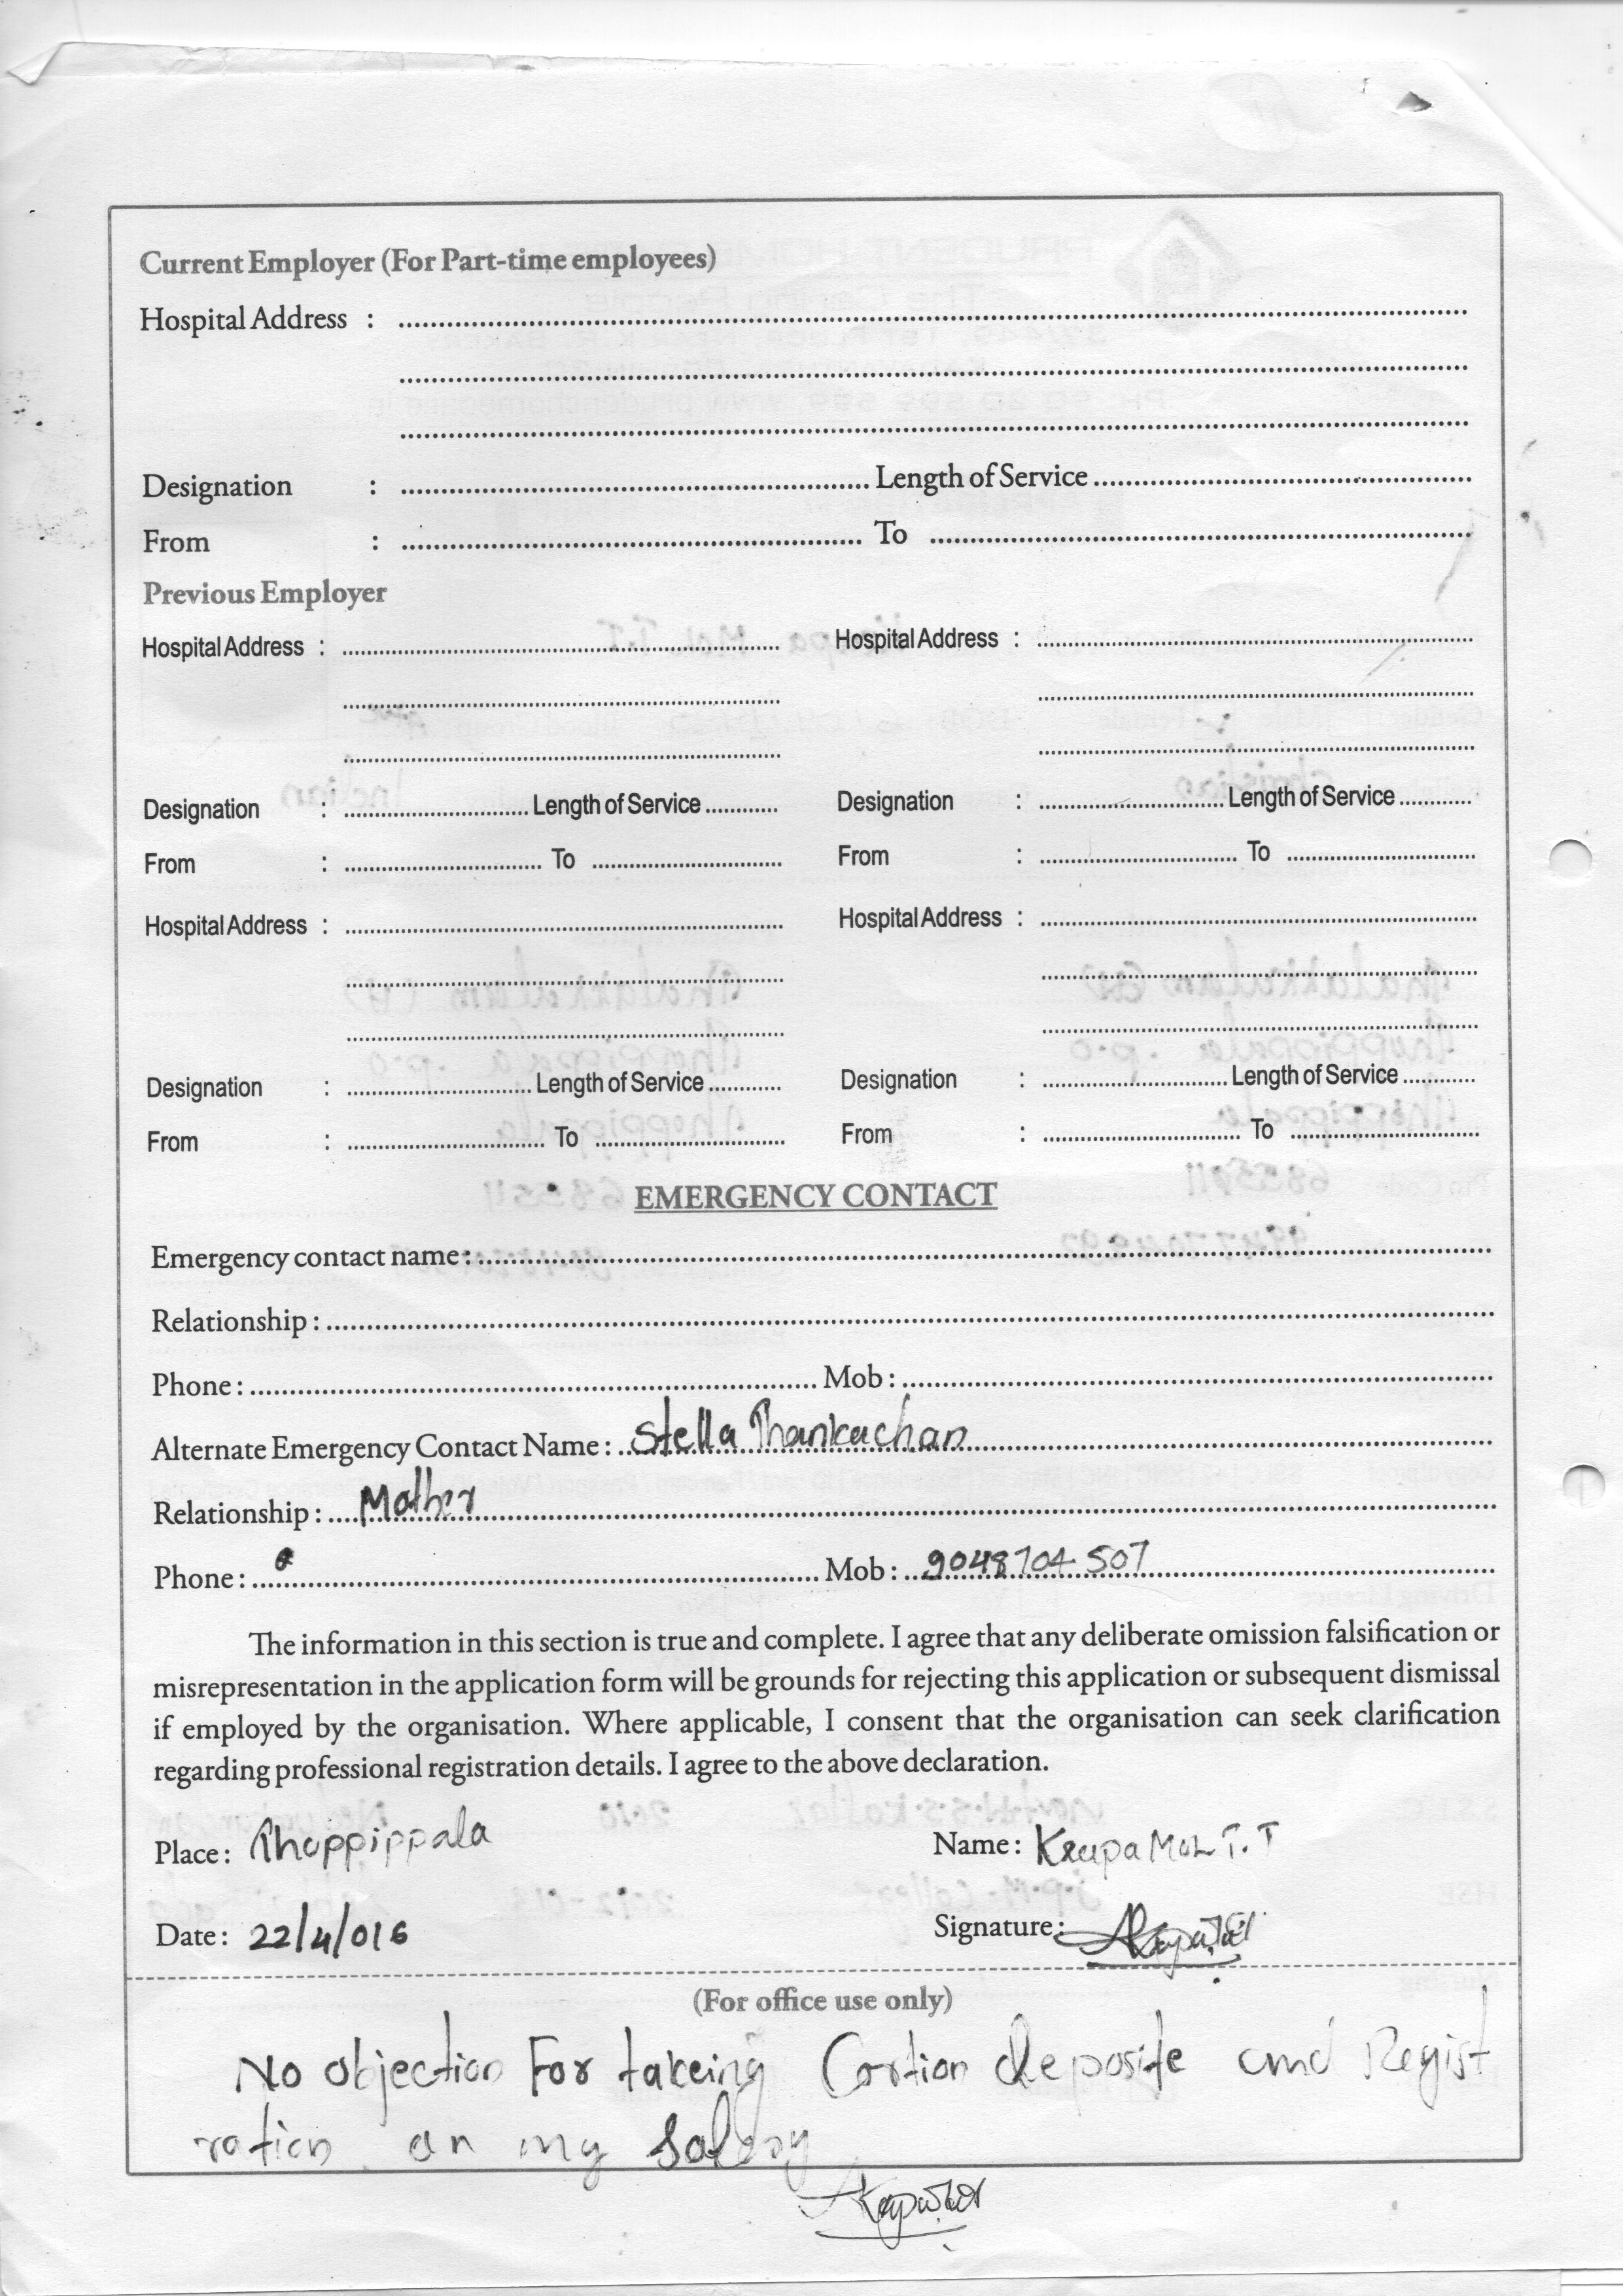 Current Employer (For Part-time employees)
Hospital Address :
Designation : Length of Service
From : To
Previous Employer
Hospital Address : Hospital Address :
Designation : Length of Service Designation : Length of Service
From : To From : To
Hospital Address : Hospital Address :
Designation : Length of Service Designation : Length of Service
From : To From : To
EMERGENCY CONTACT
Emergency contact name :
Relationship :
Phone : Mob :
Alternate Emergency Contact Name : Stella Thankachan
Relationship : Mother
Phone : Mob : 9048704507
The information in this section is true and complete. I agree that any deliberate omission falsification or
misrepresentation in the application form will be grounds for rejecting this application or subsequent dismissal
if employed by the organisation. Where applicable, I consent that the organisation can seek clarification
regarding professional registration details. I agree to the above declaration.
Place : Thoppippala Name : Krupa Mol T.T
Date : 22/4/016 Signature :
(For office use only)
No objection For takeing Cortion deposite and Regist
ration on my Salary